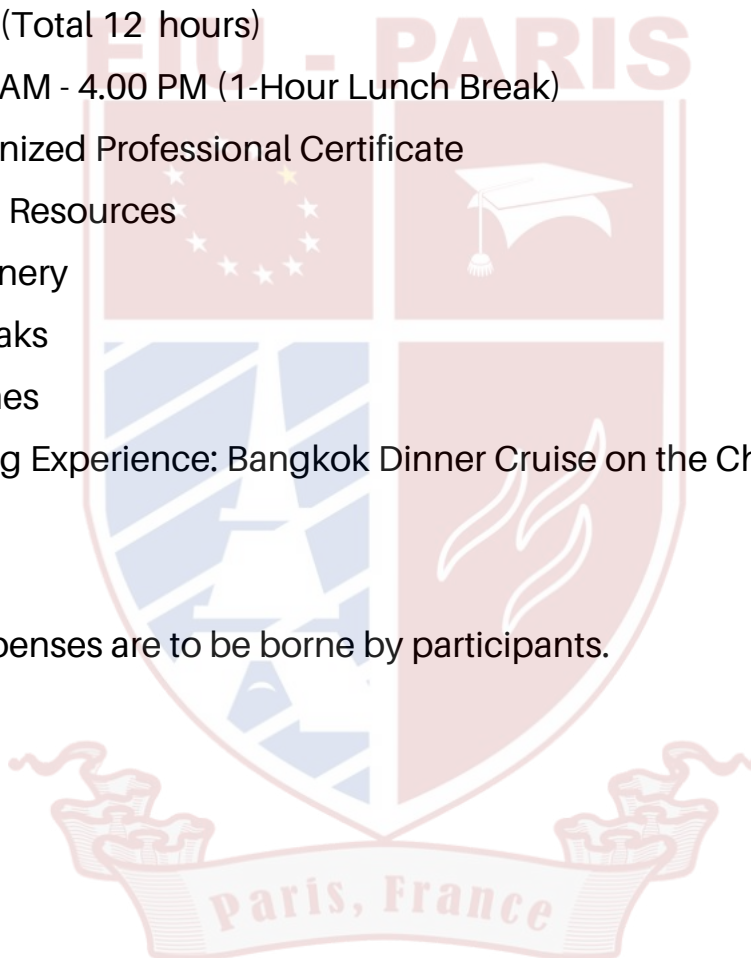 (Total 12 hours)
EIU - PARIS
AM - 4.00 PM (1-Hour Lunch Break)
nized Professional Certificate
Resources
nery
aks
nes
g Experience: Bangkok Dinner Cruise on the Ch
penses are to be borne by participants.
Paris, France